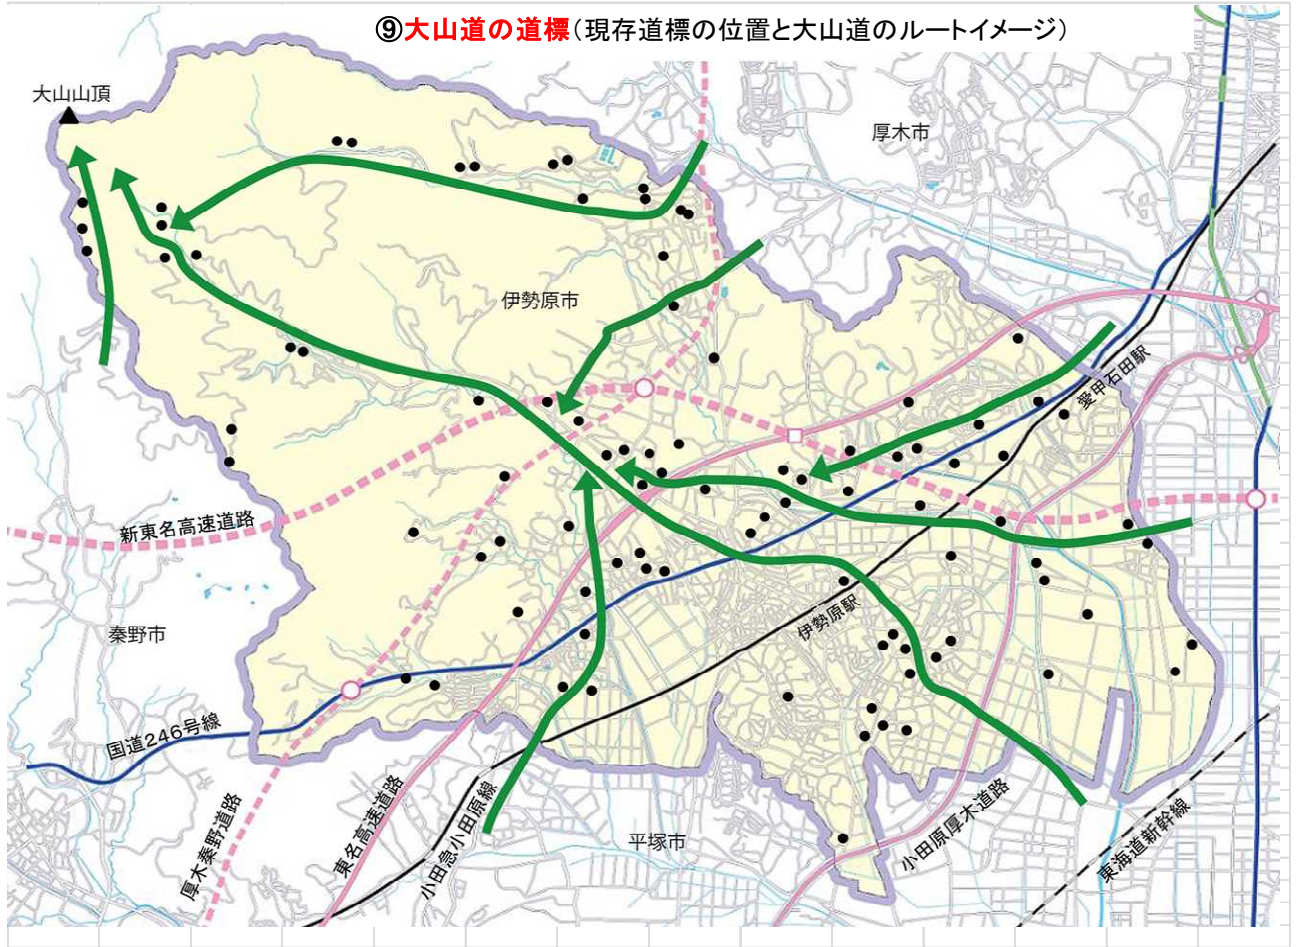 ⑨大山道の道標(現存道標の位置と大山道のルートイメージ)
大山山頂
厚木市
伊勢原市
愛甲石田駅
新東名高速道路
秦野市
伊勢原駅
国道246号線
厚木秦野道路
東名高速道路
小田急小田原線
平塚市
小田原厚木道路
東海道新幹線